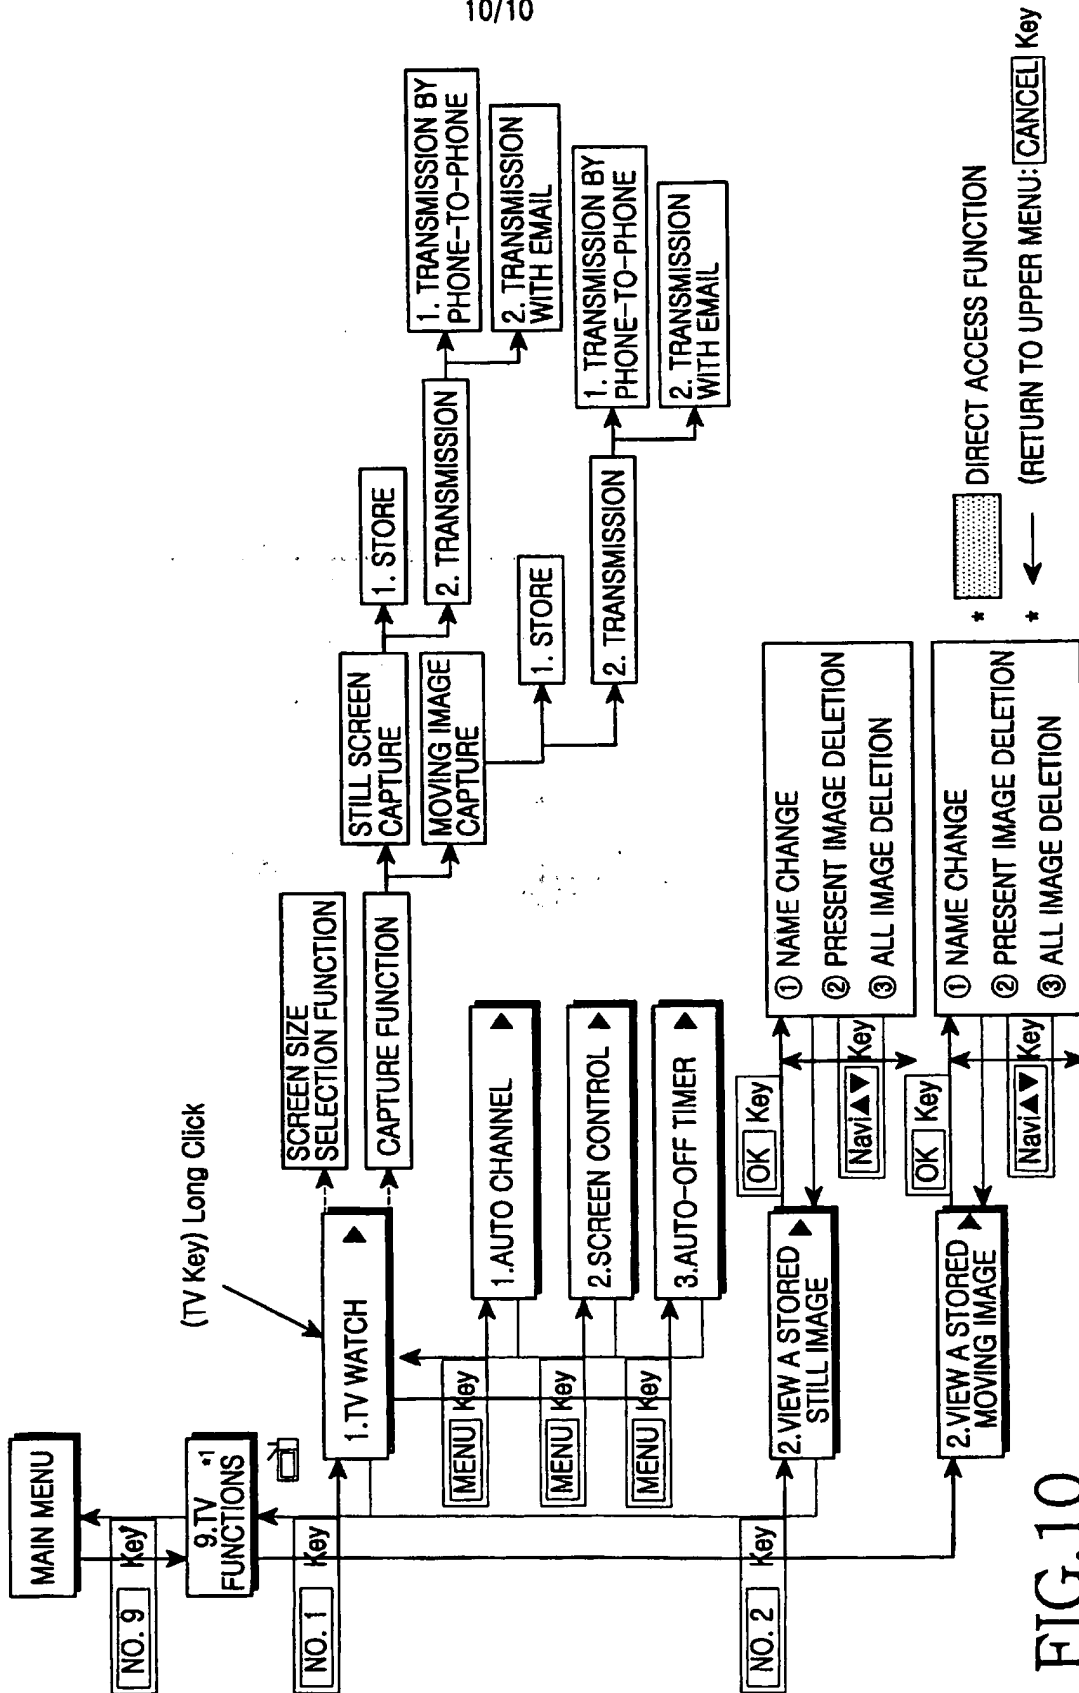 10/10
MAIN MENU
NO. 9 Key
9.TV *1
FUNCTIONS
NO. 1 Key
(TV Key) Long Click
1.TV WATCH ▶
SCREEN SIZE
SELECTION FUNCTION
CAPTURE FUNCTION
STILL SCREEN
CAPTURE
MOVING IMAGE
CAPTURE
1. STORE
2. TRANSMISSION
1. TRANSMISSION BY
PHONE-TO-PHONE
2. TRANSMISSION
WITH EMAIL
1. STORE
2. TRANSMISSION
1. TRANSMISSION BY
PHONE-TO-PHONE
2. TRANSMISSION
WITH EMAIL
MENU Key
1.AUTO CHANNEL ▶
MENU Key
2.SCREEN CONTROL ▶
MENU Key
3.AUTO-OFF TIMER ▶
NO. 2 Key
2.VIEW A STORED
STILL IMAGE ▶
OK Key
Navi▲▼ Key
① NAME CHANGE
② PRESENT IMAGE DELETION
③ ALL IMAGE DELETION
2.VIEW A STORED
MOVING IMAGE ▶
OK Key
Navi▲▼ Key
① NAME CHANGE
② PRESENT IMAGE DELETION
③ ALL IMAGE DELETION
* DIRECT ACCESS FUNCTION
* ← (RETURN TO UPPER MENU: CANCEL Key
FIG.10